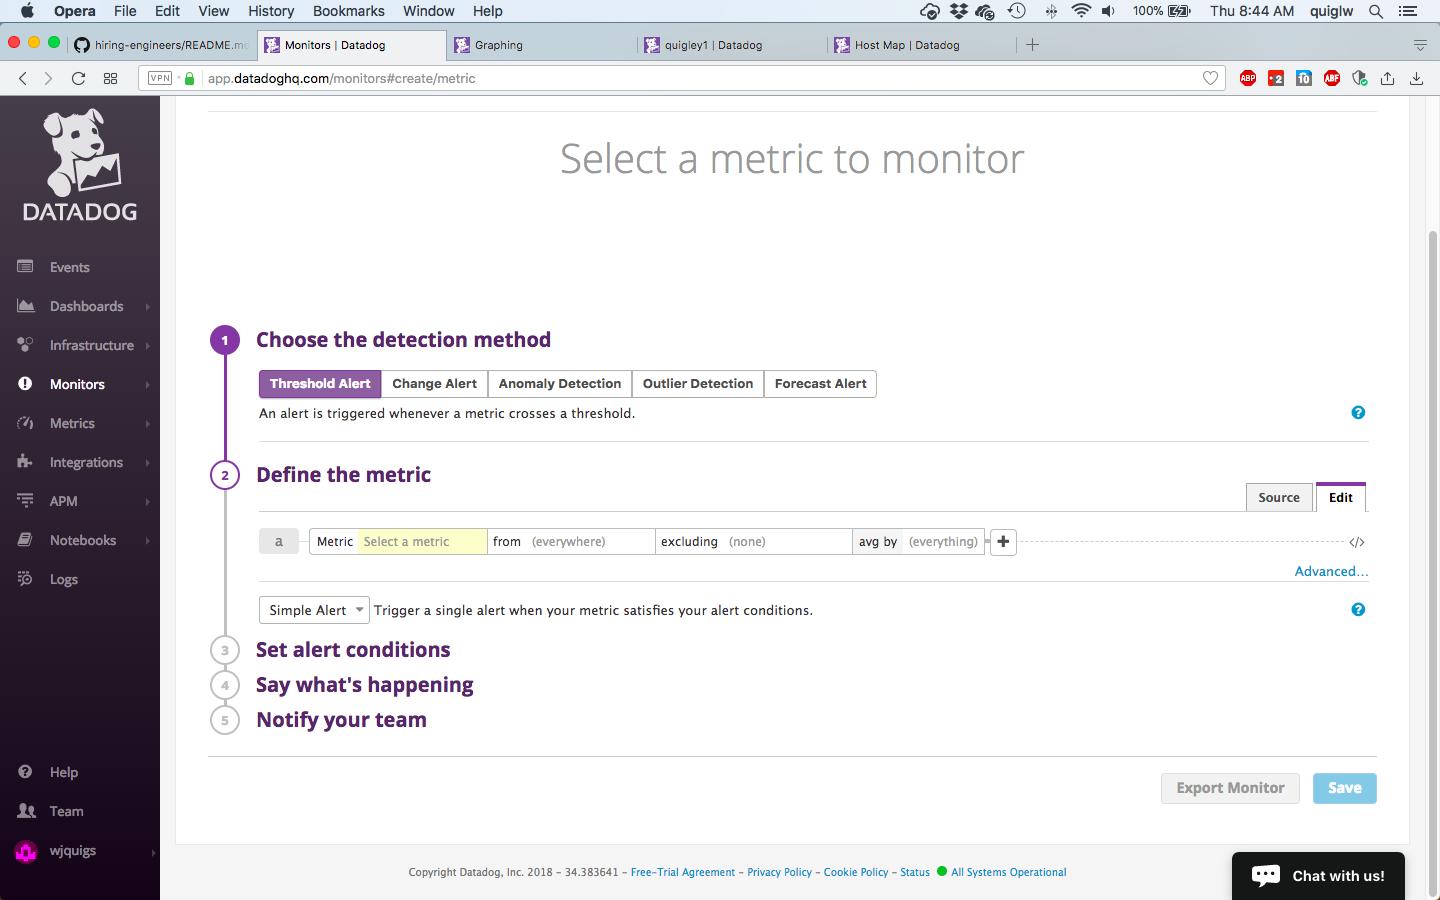 Opera File Edit View History Bookmarks Window Help 100% Thu 8:44 AM quiglw
hiring-engineers/README.md Monitors | Datadog Graphing quigley1 | Datadog Host Map | Datadog
VPN app.datadoghq.com/monitors#create/metric ABP 2 10 ABF
DATADOG
Events
Dashboards
Infrastructure
Monitors
Metrics
Integrations
APM
Notebooks
Logs
Help
Team
wjquigs
Select a metric to monitor
1 Choose the detection method
Threshold Alert Change Alert Anomaly Detection Outlier Detection Forecast Alert
An alert is triggered whenever a metric crosses a threshold. ?
2 Define the metric
Source Edit
a Metric Select a metric from (everywhere) excluding (none) avg by (everything) + </>
Advanced...
Simple Alert Trigger a single alert when your metric satisfies your alert conditions. ?
3 Set alert conditions
4 Say what's happening
5 Notify your team
Export Monitor Save
Copyright Datadog, Inc. 2018 – 34.383641 – Free-Trial Agreement – Privacy Policy – Cookie Policy – Status All Systems Operational
Chat with us!